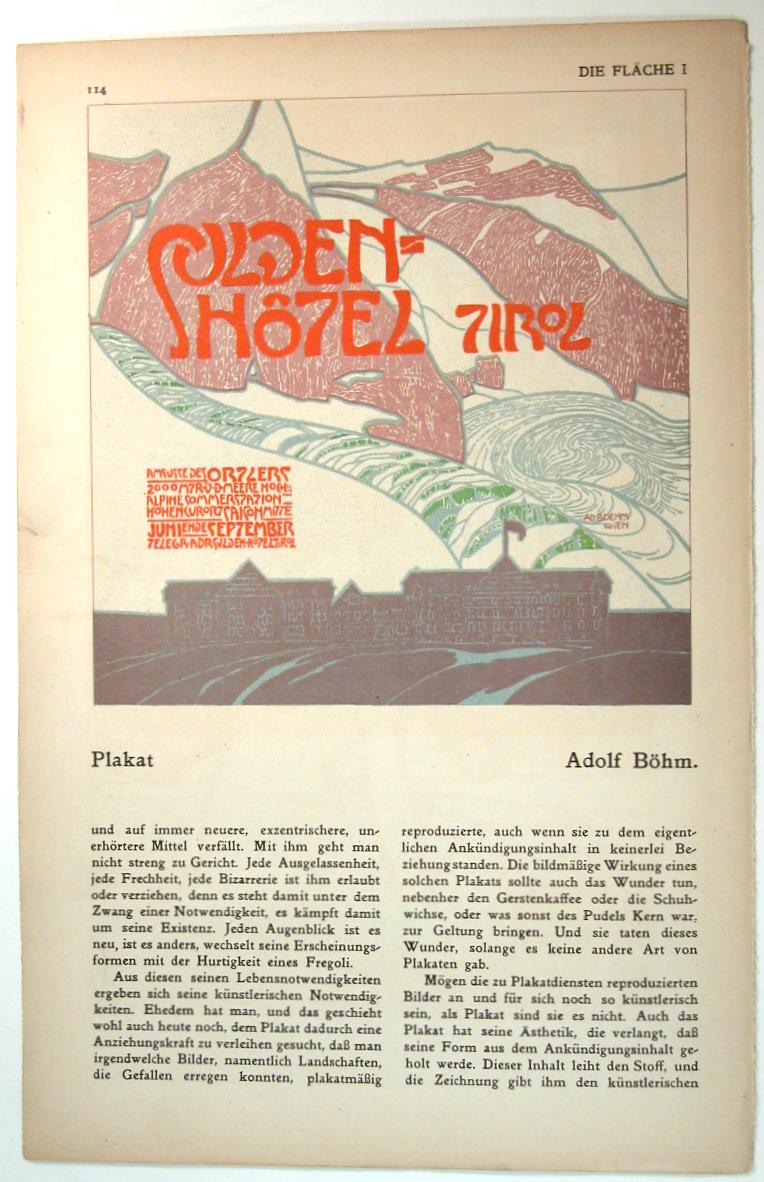 DIE FLÄCHE I
114
SULDEN-
HÔTEL TIROL
AM FUSSE DES ORTLERS
2000 MTR Ü·D·MEERE HOCH
ALPINE SOMMERSTATION
HÖHENCURORT SAISON MITTE
JUNI ENDE SEPTEMBER
TELEGR·ADR·SULDEN-HÔTEL TIROL
AD·BOEHM
WIEN
Plakat
Adolf Böhm.
und auf immer neuere, exzentrischere, un-
erhörtere Mittel verfällt. Mit ihm geht man
nicht streng zu Gericht. Jede Ausgelassenheit,
jede Frechheit, jede Bizarrerie ist ihm erlaubt
oder verziehen, denn es steht damit unter dem
Zwang einer Notwendigkeit, es kämpft damit
um seine Existenz. Jeden Augenblick ist es
neu, ist es anders, wechselt seine Erscheinungs-
formen mit der Hurtigkeit eines Fregoli.
Aus diesen seinen Lebensnotwendigkeiten
ergeben sich seine künstlerischen Notwendig-
keiten. Ehedem hat man, und das geschieht
wohl auch heute noch, dem Plakat dadurch eine
Anziehungskraft zu verleihen gesucht, daß man
irgendwelche Bilder, namentlich Landschaften,
die Gefallen erregen konnten, plakatmäßig
reproduzierte, auch wenn sie zu dem eigent-
lichen Ankündigungsinhalt in keinerlei Be-
ziehung standen. Die bildmäßige Wirkung eines
solchen Plakats sollte auch das Wunder tun,
nebenher den Gerstenkaffee oder die Schuh-
wichse, oder was sonst des Pudels Kern war,
zur Geltung bringen. Und sie taten dieses
Wunder, solange es keine andere Art von
Plakaten gab.
Mögen die zu Plakatdiensten reproduzierten
Bilder an und für sich noch so künstlerisch
sein, als Plakat sind sie es nicht. Auch das
Plakat hat seine Ästhetik, die verlangt, daß
seine Form aus dem Ankündigungsinhalt ge-
holt werde. Dieser Inhalt leiht den Stoff, und
die Zeichnung gibt ihm den künstlerischen